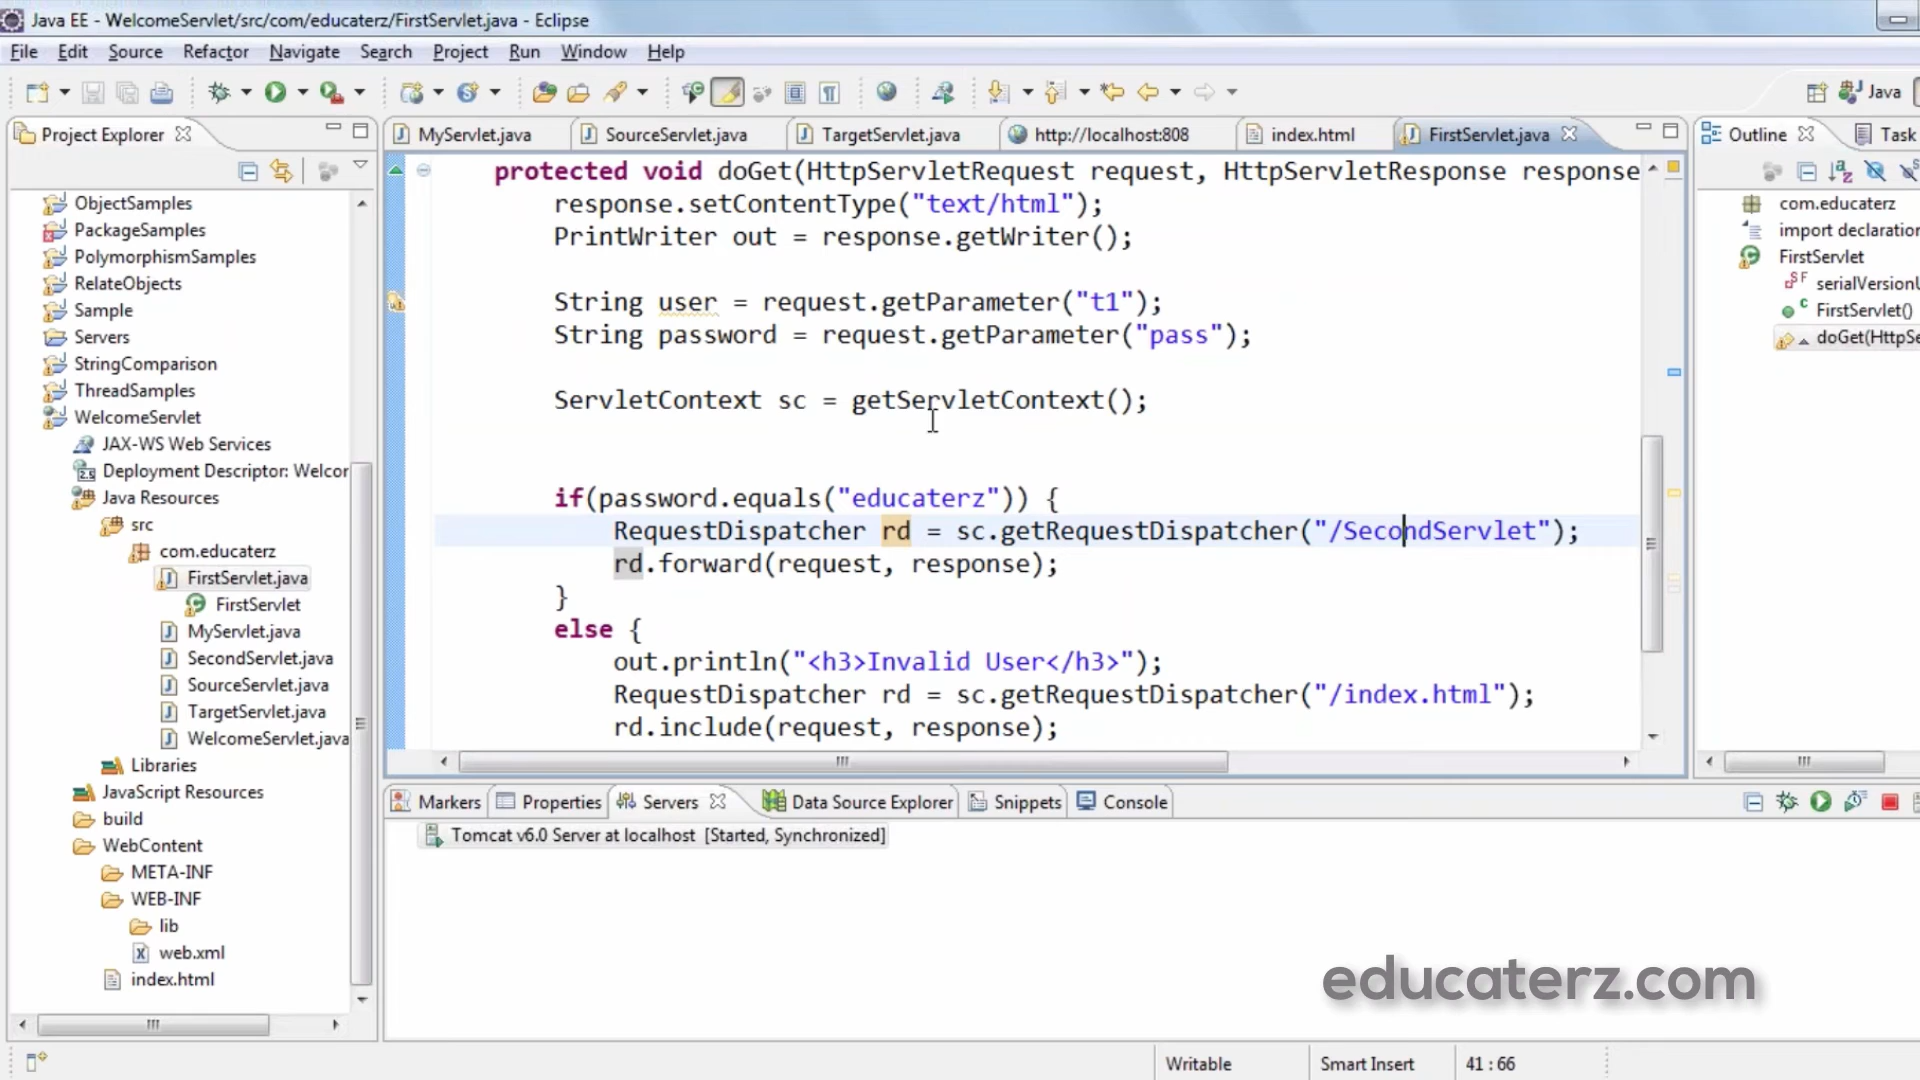 Java EE - WelcomeServlet/src/com/educaterz/FirstServlet.java - Eclipse
File Edit Source Refactor Navigate Search Project Run Window Help
Java
Project Explorer
ObjectSamples
PackageSamples
PolymorphismSamples
RelateObjects
Sample
Servers
StringComparison
ThreadSamples
WelcomeServlet
JAX-WS Web Services
Deployment Descriptor: Welcor
Java Resources
src
com.educaterz
FirstServlet.java
FirstServlet
MyServlet.java
SecondServlet.java
SourceServlet.java
TargetServlet.java
WelcomeServlet.java
Libraries
JavaScript Resources
build
WebContent
META-INF
WEB-INF
lib
web.xml
index.html
MyServlet.java SourceServlet.java TargetServlet.java http://localhost:808 index.html FirstServlet.java
protected void doGet(HttpServletRequest request, HttpServletResponse response
response.setContentType("text/html");
PrintWriter out = response.getWriter();
String user = request.getParameter("t1");
String password = request.getParameter("pass");
ServletContext sc = getServletContext();
if(password.equals("educaterz")) {
RequestDispatcher rd = sc.getRequestDispatcher("/SecondServlet");
rd.forward(request, response);
}
else {
out.println("<h3>Invalid User</h3>");
RequestDispatcher rd = sc.getRequestDispatcher("/index.html");
rd.include(request, response);
Outline Task
com.educaterz
import declaration
FirstServlet
serialVersionU
FirstServlet()
doGet(HttpSe
Markers Properties Servers Data Source Explorer Snippets Console
Tomcat v6.0 Server at localhost [Started, Synchronized]
educaterz.com
Writable Smart Insert 41 : 66